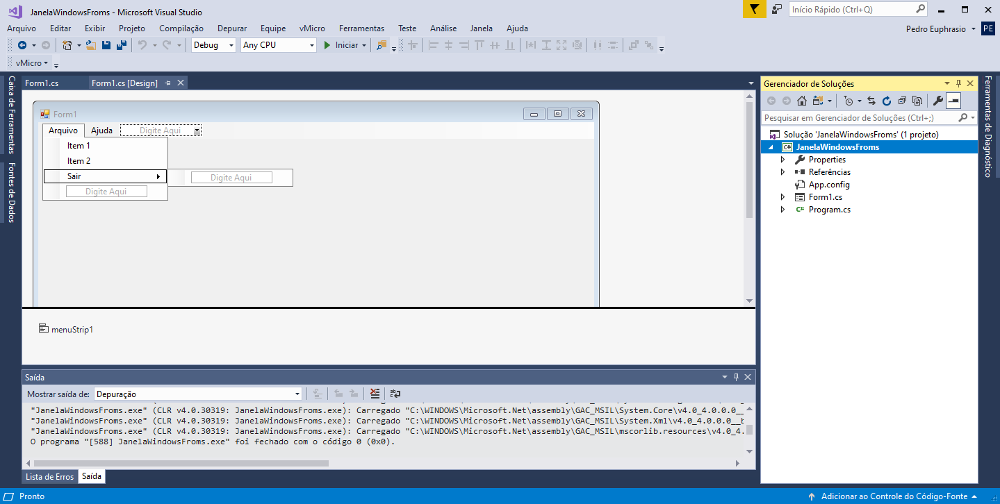 JanelaWindowsFroms - Microsoft Visual Studio
Início Rápido (Ctrl+Q)
Arquivo Editar Exibir Projeto Compilação Depurar Equipe vMicro Ferramentas Teste Análise Janela Ajuda
Pedro Euphrasio PE
Debug Any CPU Iniciar
vMicro
Caixa de Ferramentas
Fontes de Dados
Form1.cs Form1.cs [Design]
Form1
Arquivo Ajuda Digite Aqui
Item 1
Item 2
Sair Digite Aqui
Digite Aqui
menuStrip1
Saída
Mostrar saída de: Depuração
"JanelaWindowsFroms.exe" (CLR v4.0.30319: JanelaWindowsFroms.exe): Carregado "C:\WINDOWS\Microsoft.Net\assembly\GAC_MSIL\System.Core\v4.0_4.0.0.0__
"JanelaWindowsFroms.exe" (CLR v4.0.30319: JanelaWindowsFroms.exe): Carregado "C:\WINDOWS\Microsoft.Net\assembly\GAC_MSIL\System.Xml\v4.0_4.0.0.0__b
"JanelaWindowsFroms.exe" (CLR v4.0.30319: JanelaWindowsFroms.exe): Carregado "C:\WINDOWS\Microsoft.Net\assembly\GAC_MSIL\mscorlib.resources\v4.0_4.
O programa "[588] JanelaWindowsFroms.exe" foi fechado com o código 0 (0x0).
Lista de Erros Saída
Gerenciador de Soluções
Pesquisar em Gerenciador de Soluções (Ctrl+;)
Solução 'JanelaWindowsFroms' (1 projeto)
C# JanelaWindowsFroms
Properties
Referências
App.config
Form1.cs
C# Program.cs
Ferramentas de Diagnóstico
Pronto
Adicionar ao Controle do Código-Fonte